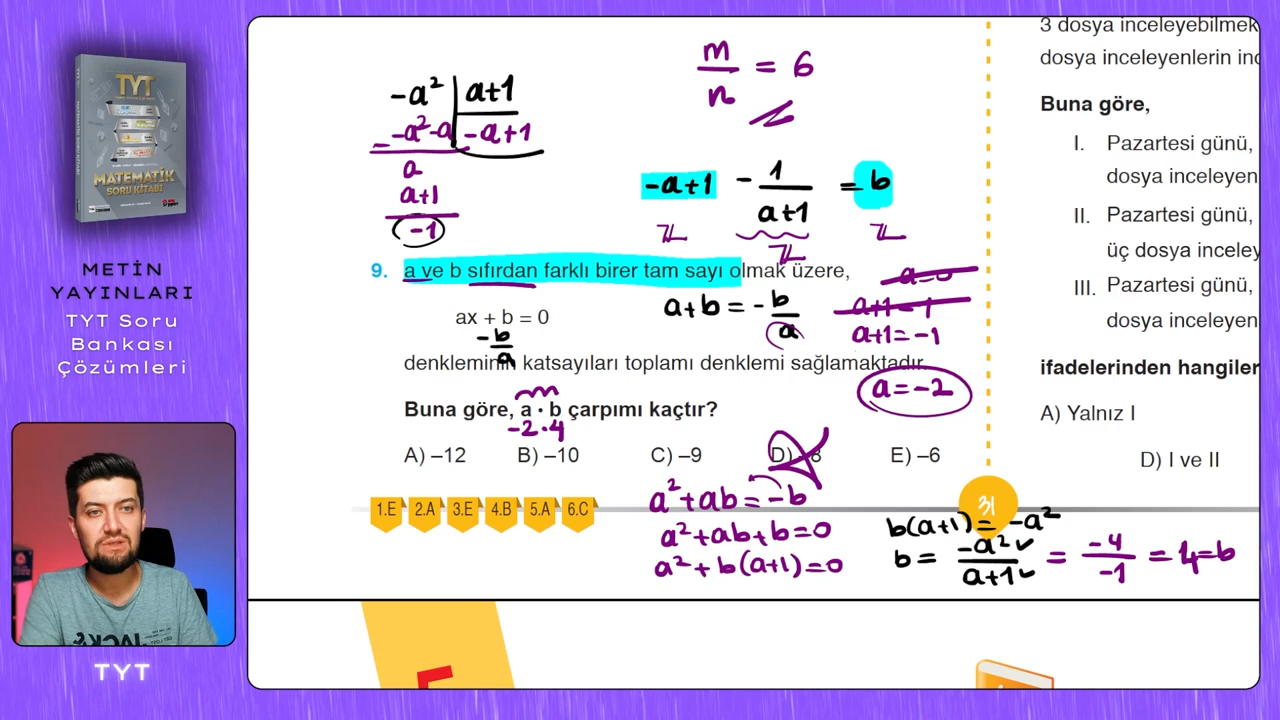 TYT
MATEMATİK
SORU KİTABI
METİN
YAYINLARI
TYT Soru
Bankası
Çözümleri
TYT
-a² | a+1
-a²-a | -a+1
a
a+1
-1
m/n = 6
-a+1 - 1/(a+1) = b
Z Z Z
9. a ve b sıfırdan farklı birer tam sayı olmak üzere,
ax + b = 0
-b/a
a+b = -b/a
a=0
a+1=1
a+1=-1
a=-2
denkleminin katsayıları toplamı denklemi sağlamaktadır.
Buna göre, a · b çarpımı kaçtır?
-2·4
A) –12 B) –10 C) –9 D) –8 E) –6
a²+ab=-b
a²+ab+b=0
a²+b(a+1)=0
b(a+1)=-a²
b = -a²/(a+1) = -4/-1 = 4=b
1.E 2.A 3.E 4.B 5.A 6.C
31
3 dosya inceleyebilmek
dosya inceleyenlerin
Buna göre,
I. Pazartesi günü,
dosya inceleyen
II. Pazartesi günü,
üç dosya inceley
III. Pazartesi günü,
dosya inceleyen
ifadelerinden hangiler
A) Yalnız I
D) I ve II